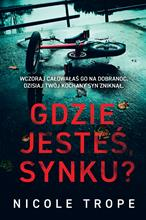 WCZORAJ CAŁOWAŁAŚ GO NA DOBRANOC,
DZISIAJ TWÓJ KOCHANY SYN ZNIKNĄŁ.
GDZIE
JESTEŚ,
SYNKU?
NICOLE TROPE